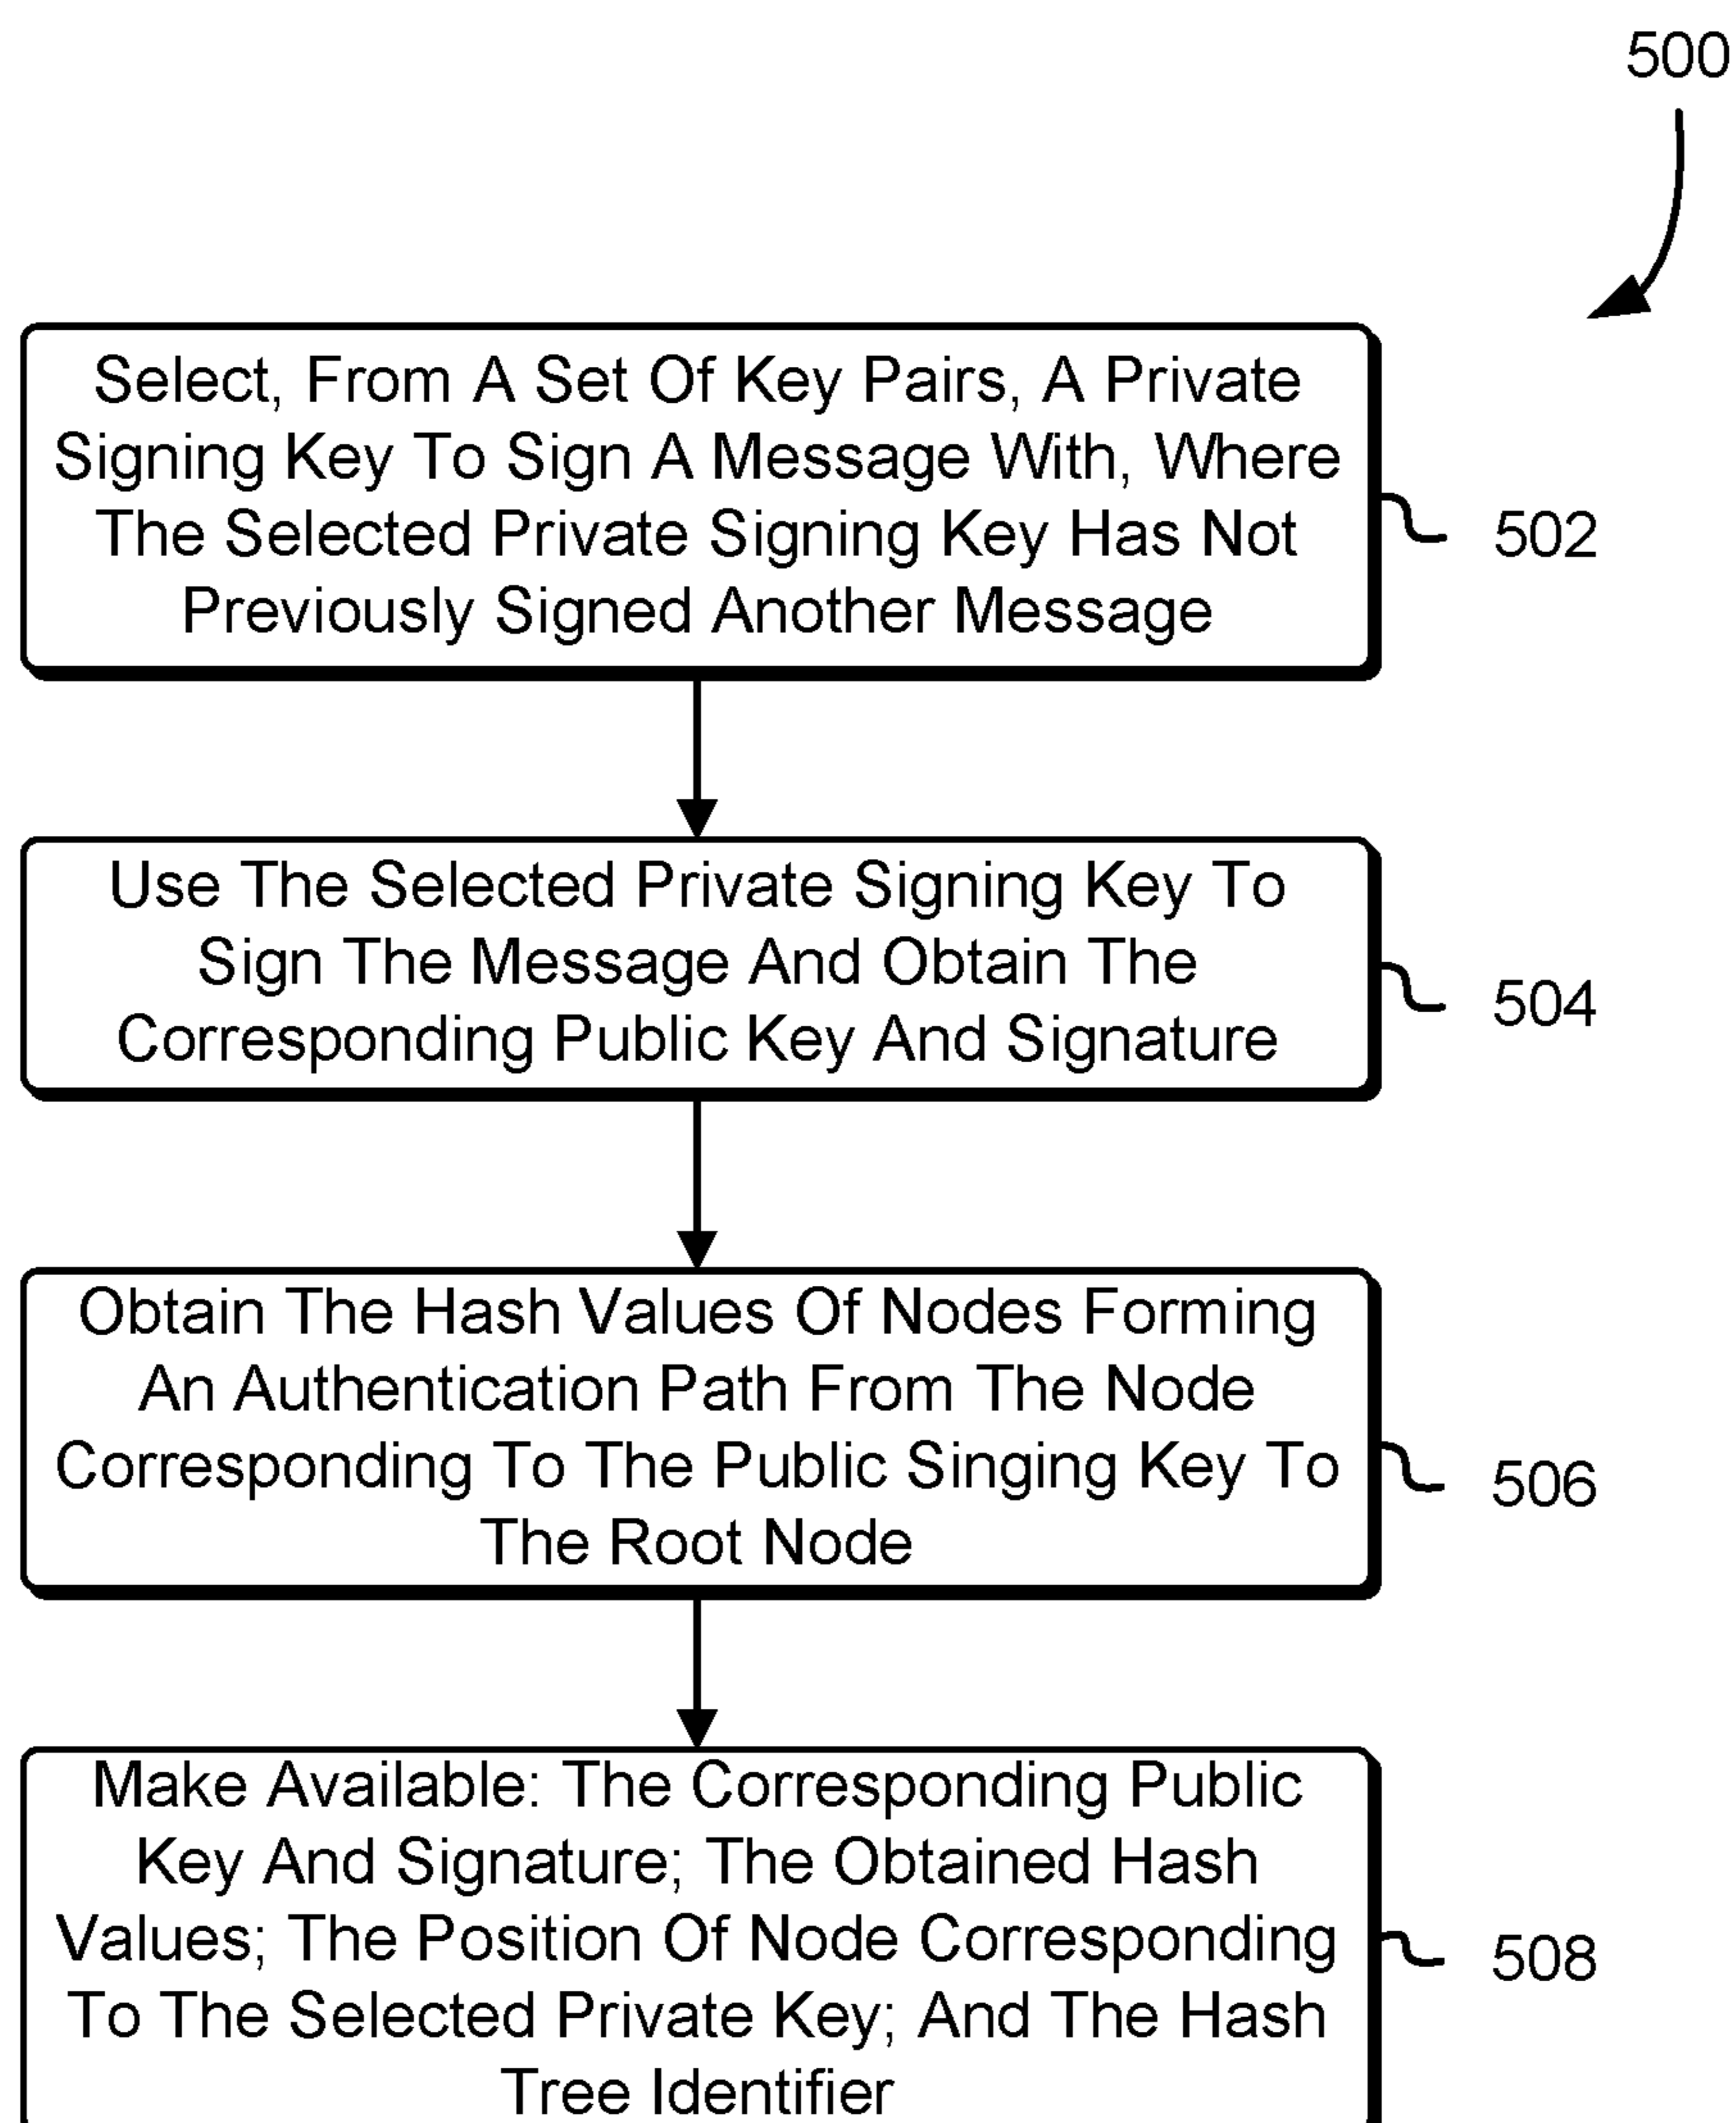 500
Select, From A Set Of Key Pairs, A Private
Signing Key To Sign A Message With, Where
The Selected Private Signing Key Has Not
Previously Signed Another Message
502
Use The Selected Private Signing Key To
Sign The Message And Obtain The
Corresponding Public Key And Signature
504
Obtain The Hash Values Of Nodes Forming
An Authentication Path From The Node
Corresponding To The Public Singing Key To
The Root Node
506
Make Available: The Corresponding Public
Key And Signature; The Obtained Hash
Values; The Position Of Node Corresponding
To The Selected Private Key; And The Hash
Tree Identifier
508